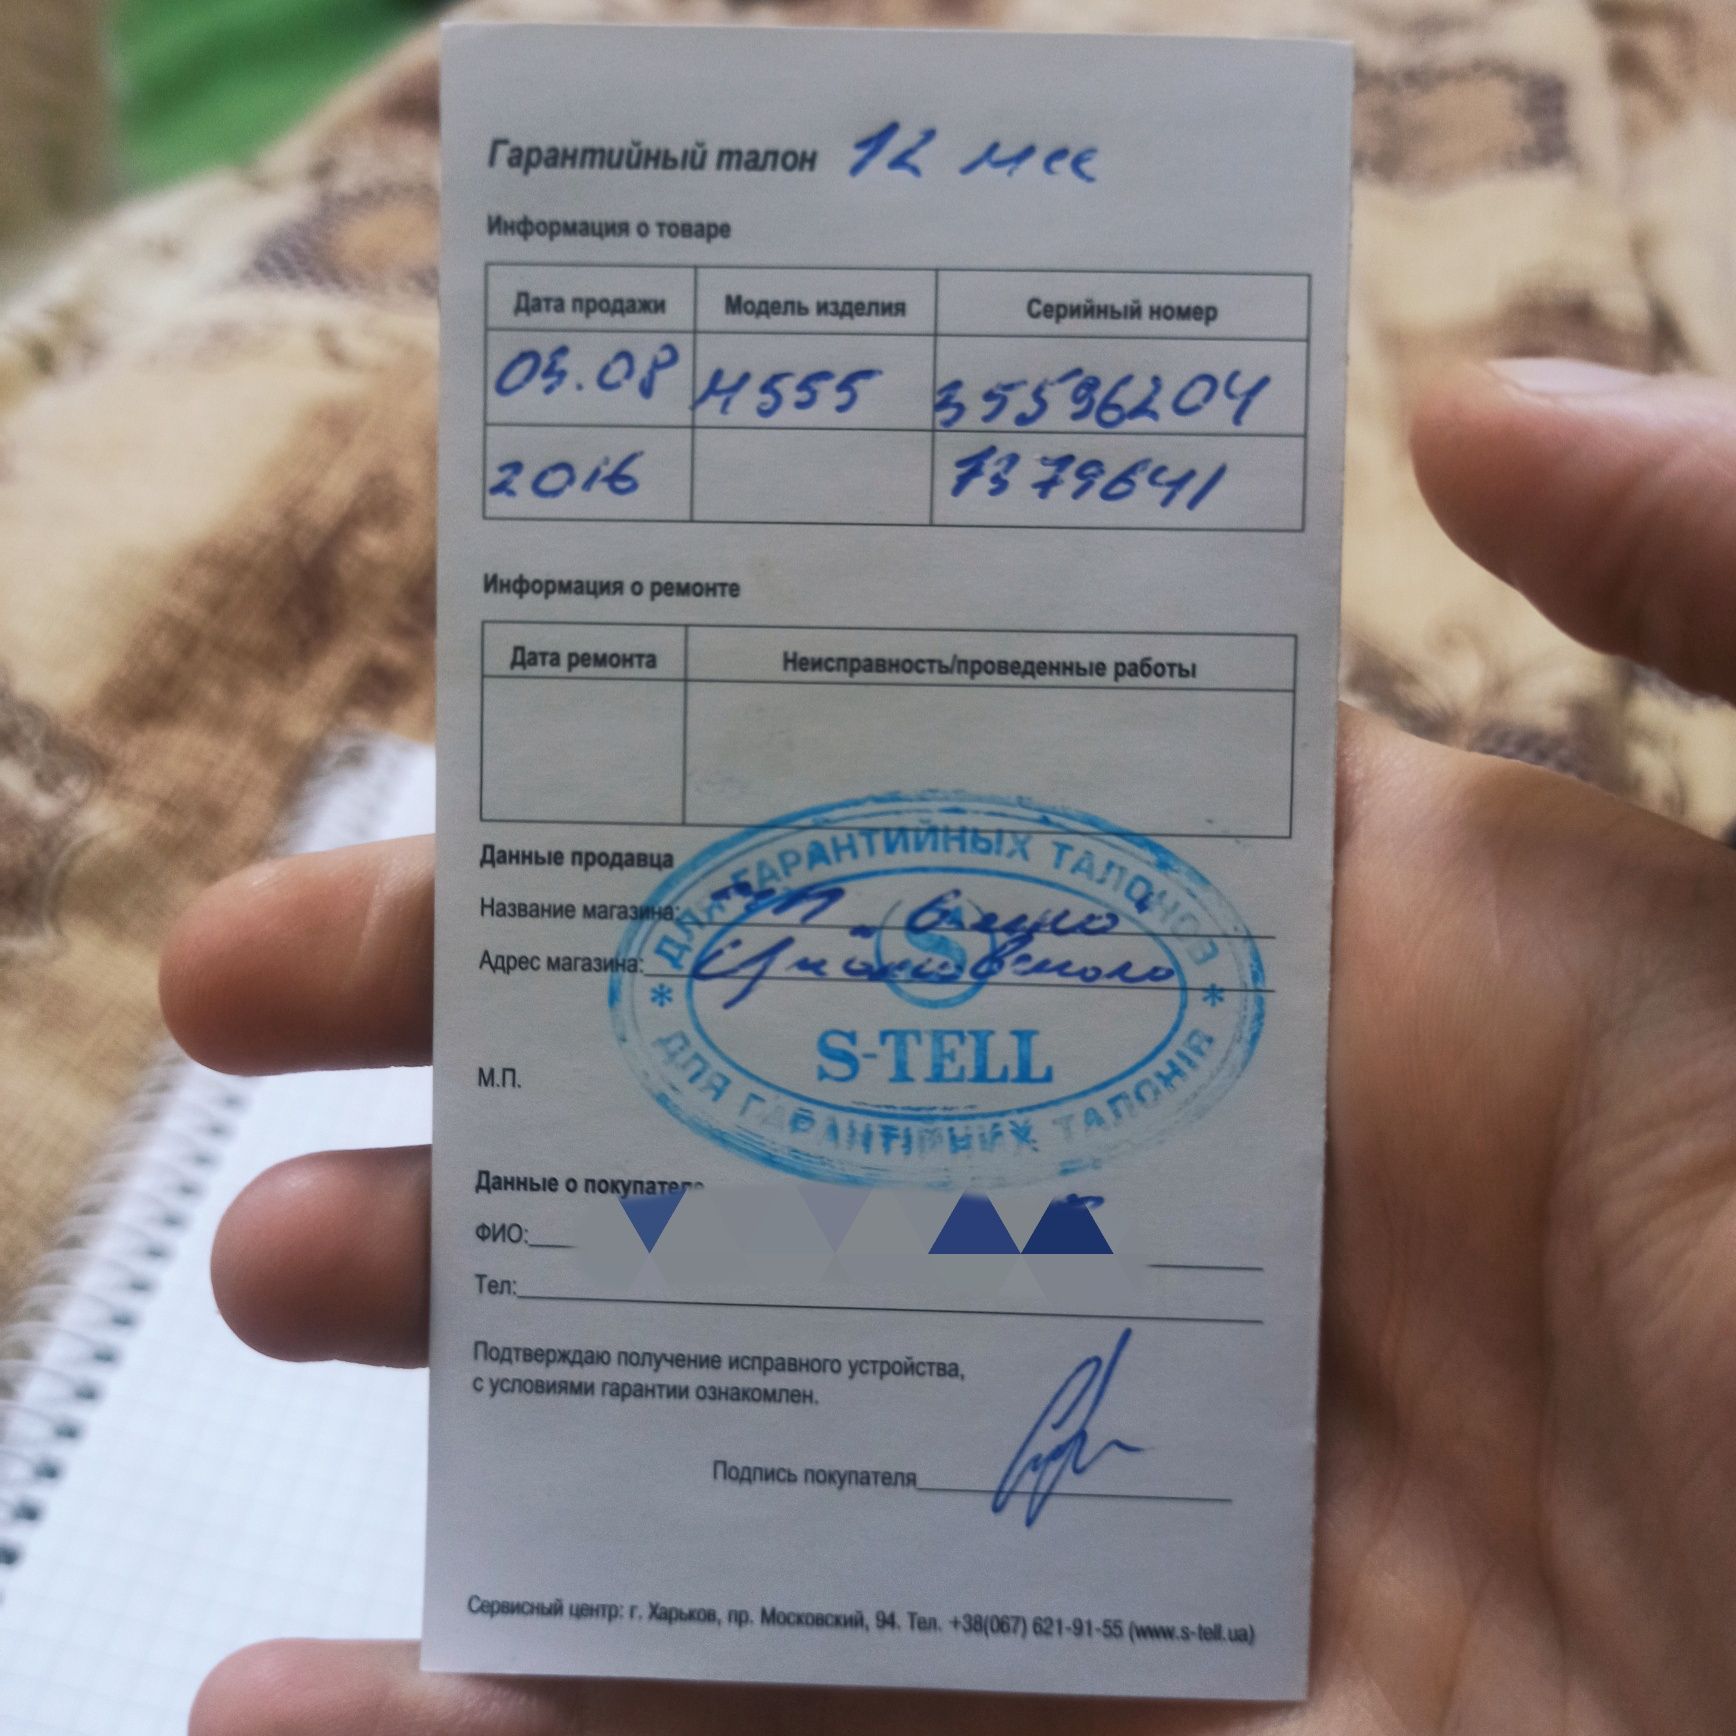 Гарантийный талон 12 мес
Информация о товаре
Дата продажи Модель изделия Серийный номер
03.08 M555 35596204
2016 7379641
Информация о ремонте
Дата ремонта Неисправность/проведенные работы
ДЛЯ ГАРАНТИЙНЫХ ТАЛОНОВ
Данные продавца
Название магазина:
Адрес магазина:
S-TELL
М.П.
ДЛЯ ГАРАНТІЙНИХ ТАЛОНІВ
Данные о покупателе
ФИО:
Тел:
Подтверждаю получение исправного устройства,
с условиями гарантии ознакомлен.
Подпись покупателя
Сервисный центр: г. Харьков, пр. Московский, 94. Тел. +38(067) 621-91-55 (www.s-tell.ua)